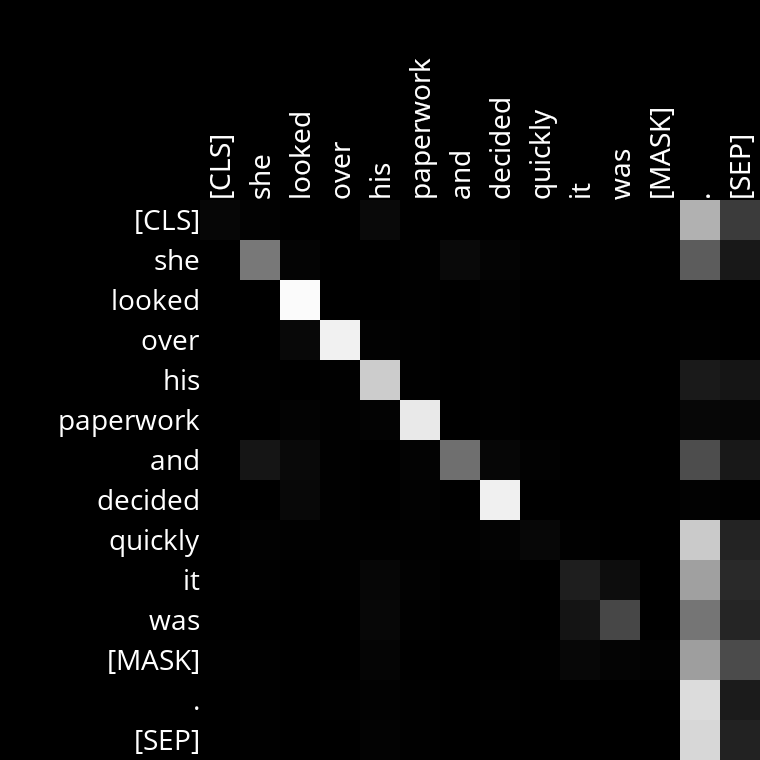 [CLS]
she
looked
over
his
paperwork
and
decided
quickly
it
was
[MASK]
.
[SEP]
[CLS]
she
looked
over
his
paperwork
and
decided
quickly
it
was
[MASK]
.
[SEP]